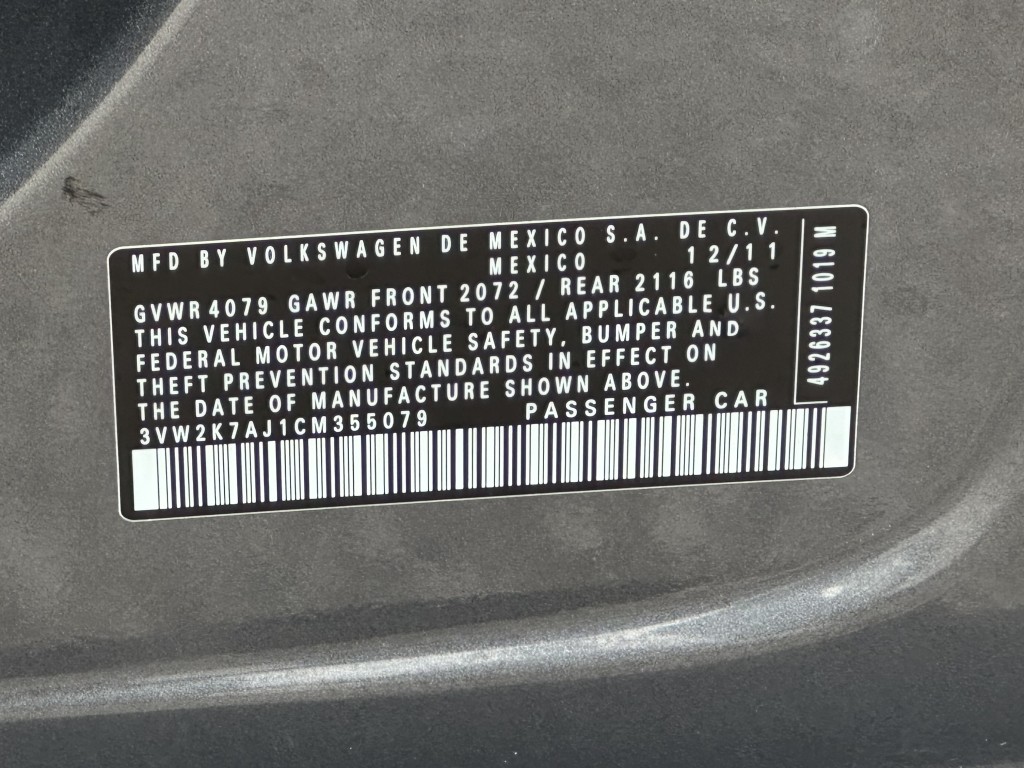 MFD BY VOLKSWAGEN DE MEXICO S.A. DE C.V.
MEXICO 12/11
GVWR 4079 GAWR FRONT 2072 / REAR 2116 LBS
THIS VEHICLE CONFORMS TO ALL APPLICABLE U.S.
FEDERAL MOTOR VEHICLE SAFETY, BUMPER AND
THEFT PREVENTION STANDARDS IN EFFECT ON
THE DATE OF MANUFACTURE SHOWN ABOVE.
3VW2K7AJ1CM355079 PASSENGER CAR
4926337 1019 M